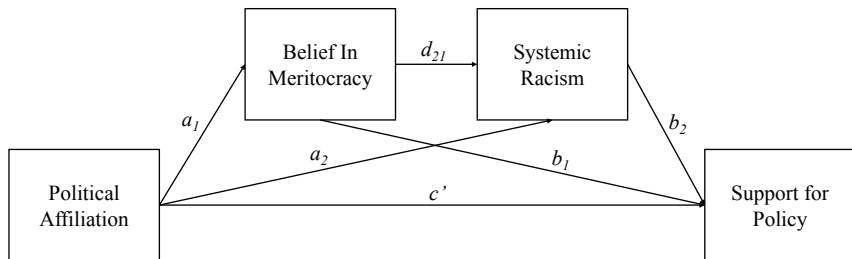 Belief In
Meritocracy
d21
Systemic
Racism
a1
b2
a2
b1
Political
Affiliation
c’
Support for
Policy